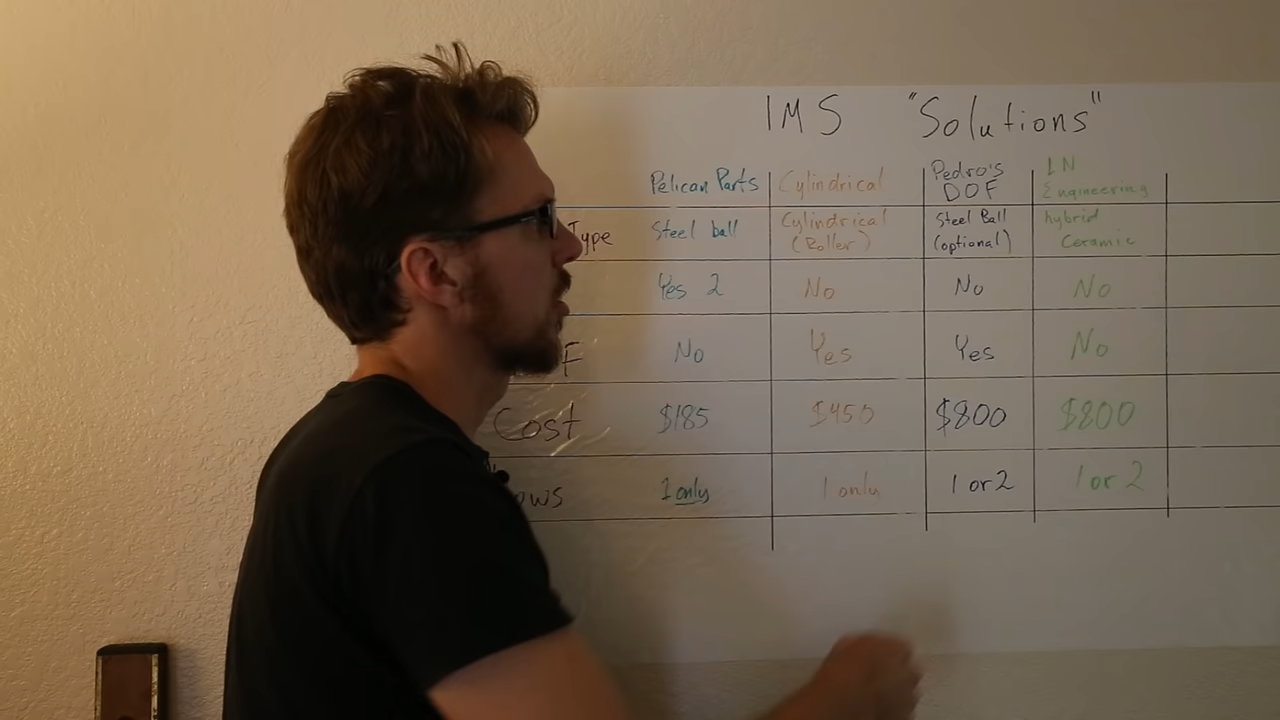 IMS "Solutions"
Pelican Parts Cylindrical Pedro's DOF LN Engineering
Type Steel ball Cylindrical (Roller) Steel Ball (optional) hybrid Ceramic
Yes 2 No No No
F No Yes Yes No
Cost $185 $450 $800 $800
ows 1 only 1 only 1 or 2 1 or 2